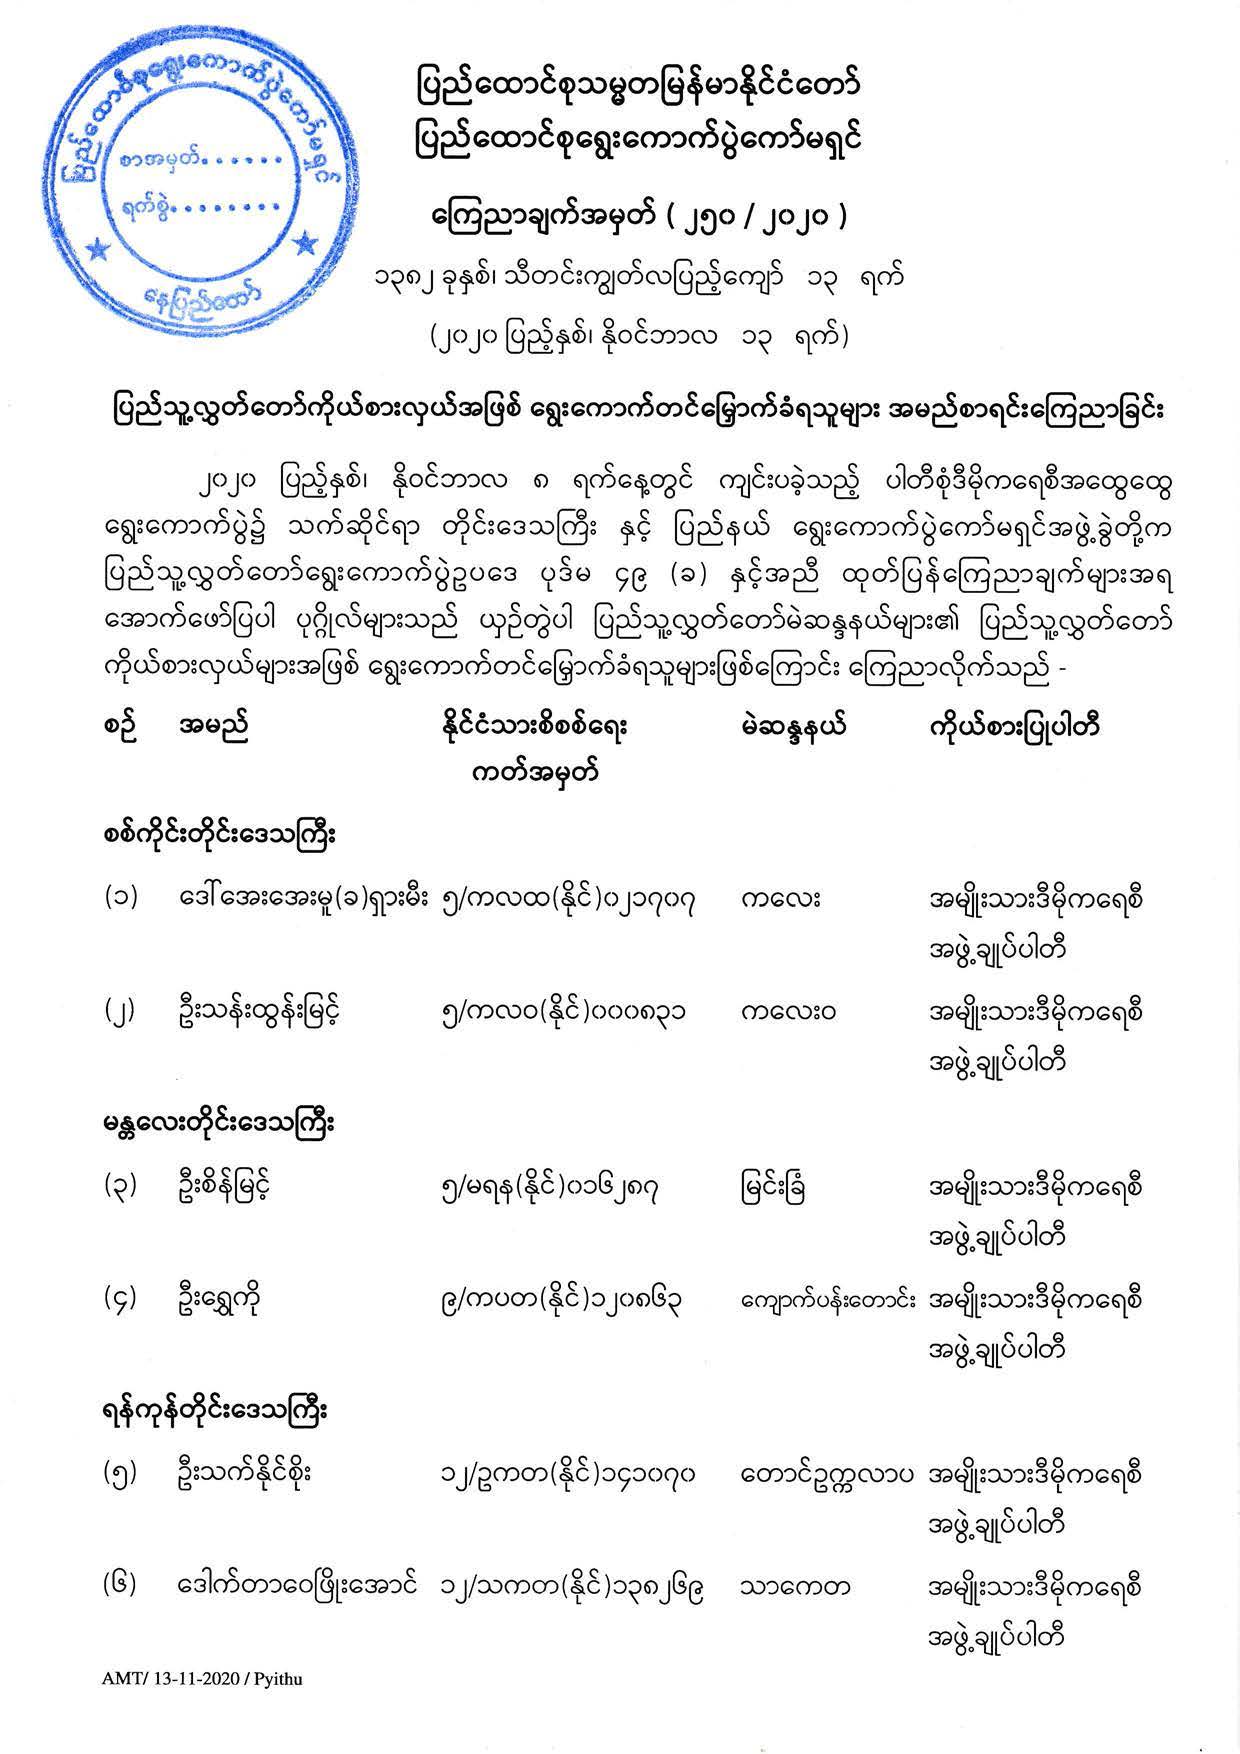 ပြည်ထောင်စုရွေးကောက်ပွဲကော်မရှင်
စာအမှတ်.......
ရက်စွဲ.........
နေပြည်တော်
ပြည်ထောင်စုသမ္မတမြန်မာနိုင်ငံတော်
ပြည်ထောင်စုရွေးကောက်ပွဲကော်မရှင်
ကြေညာချက်အမှတ် ( ၂၅၀ / ၂၀၂၀ )
၁၃၈၂ ခုနှစ်၊ သီတင်းကျွတ်လပြည့်ကျော် ၁၃ ရက်
(၂၀၂၀ ပြည့်နှစ်၊ နိုဝင်ဘာလ ၁၃ ရက်)
ပြည်သူ့လွှတ်တော်ကိုယ်စားလှယ်အဖြစ် ရွေးကောက်တင်မြှောက်ခံရသူများ အမည်စာရင်းကြေညာခြင်း
၂၀၂၀ ပြည့်နှစ်၊ နိုဝင်ဘာလ ၈ ရက်နေ့တွင် ကျင်းပခဲ့သည့် ပါတီစုံဒီမိုကရေစီအထွေထွေ
ရွေးကောက်ပွဲ၌ သက်ဆိုင်ရာ တိုင်းဒေသကြီး နှင့် ပြည်နယ် ရွေးကောက်ပွဲကော်မရှင်အဖွဲ့ခွဲတို့က
ပြည်သူ့လွှတ်တော်ရွေးကောက်ပွဲဥပဒေ ပုဒ်မ ၄၉ (ခ) နှင့်အညီ ထုတ်ပြန်ကြေညာချက်များအရ
အောက်ဖော်ပြပါ ပုဂ္ဂိုလ်များသည် ယှဉ်တွဲပါ ပြည်သူ့လွှတ်တော်မဲဆန္ဒနယ်များ၏ ပြည်သူ့လွှတ်တော်
ကိုယ်စားလှယ်များအဖြစ် ရွေးကောက်တင်မြှောက်ခံရသူများဖြစ်ကြောင်း ကြေညာလိုက်သည် -
စဉ် အမည် နိုင်ငံသားစိစစ်ရေး မဲဆန္ဒနယ် ကိုယ်စားပြုပါတီ
ကတ်အမှတ်
စစ်ကိုင်းတိုင်းဒေသကြီး
(၁) ဒေါ်အေးအေးမူ(ခ)ရှားမီး ၅/ကလထ(နိုင်)၀၂၁၇၀၇ ကလေး အမျိုးသားဒီမိုကရေစီ
အဖွဲ့ချုပ်ပါတီ
(၂) ဦးသန်းထွန်းမြင့် ၅/ကလဝ(နိုင်)၀၀၀၈၃၁ ကလေးဝ အမျိုးသားဒီမိုကရေစီ
အဖွဲ့ချုပ်ပါတီ
မန္တလေးတိုင်းဒေသကြီး
(၃) ဦးစိန်မြင့် ၅/မရန(နိုင်)၀၁၆၂၈၇ မြင်းခြံ အမျိုးသားဒီမိုကရေစီ
အဖွဲ့ချုပ်ပါတီ
(၄) ဦးရွှေကို ၉/ကပတ(နိုင်)၁၂၀၈၆၃ ကျောက်ပန်းတောင်း အမျိုးသားဒီမိုကရေစီ
အဖွဲ့ချုပ်ပါတီ
ရန်ကုန်တိုင်းဒေသကြီး
(၅) ဦးသက်နိုင်စိုး ၁၂/ဥကတ(နိုင်)၁၄၁၀၇၀ တောင်ဥက္ကလာပ အမျိုးသားဒီမိုကရေစီ
အဖွဲ့ချုပ်ပါတီ
(၆) ဒေါက်တာဝေဖြိုးအောင် ၁၂/သကတ(နိုင်)၁၃၈၂၆၉ သာကေတ အမျိုးသားဒီမိုကရေစီ
အဖွဲ့ချုပ်ပါတီ
AMT/ 13-11-2020 / Pyithu